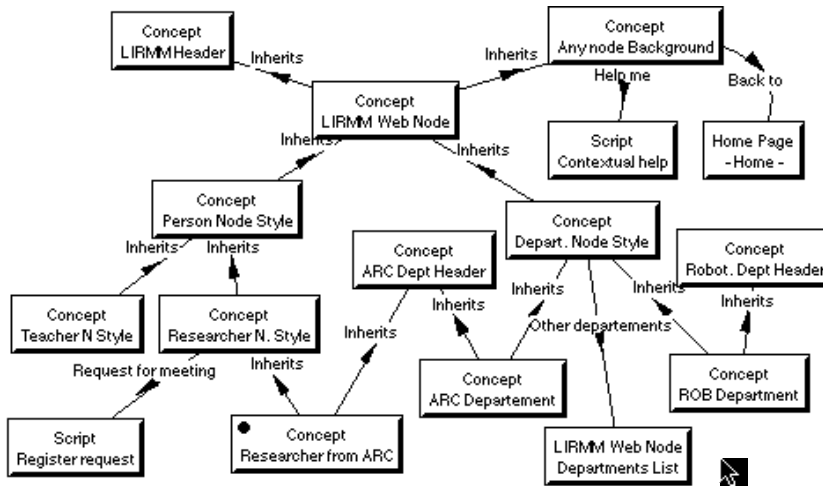 Concept
LIRMM Header
Inherits
Inherits
Concept
Any node Background
Help me
Back to
Concept
LIRMM Web Node
Inherits
Inherits
Script
Contextual help
Home Page
- Home -
Concept
Person Node Style
Inherits
Inherits
Concept
ARC Dept Header
Concept
Depart. Node Style
Concept
Robot. Dept Header
Inherits
Inherits
Inherits
Inherits
Concept
Teacher N Style
Concept
Researcher N. Style
Inherits
Other departements
Request for meeting
Inherits
Concept
ARC Departement
Concept
ROB Department
Script
Register request
Concept
Researcher from ARC
LIRMM Web Node
Departments List